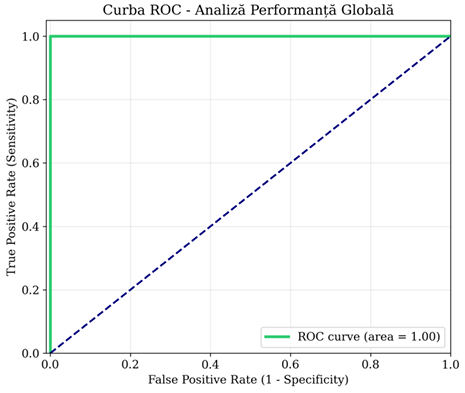 Curba ROC - Analiză Performanță Globală
True Positive Rate (Sensitivity)
1.0
0.8
0.6
0.4
0.2
0.0
0.0 0.2 0.4 0.6 0.8 1.0
ROC curve (area = 1.00)
False Positive Rate (1 - Specificity)